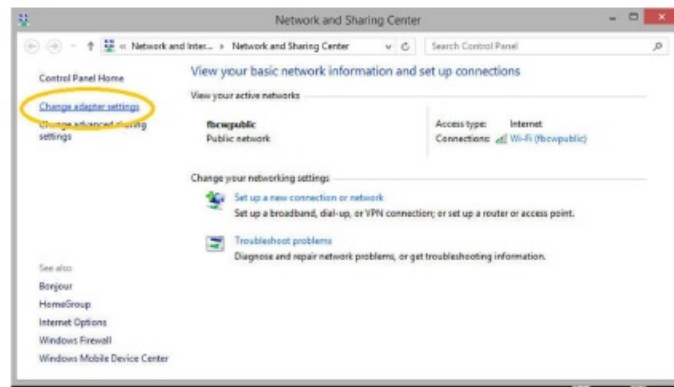 Network and Sharing Center
« Network and Inter... ▸ Network and Sharing Center
Search Control Panel
Control Panel Home
Change adapter settings
Change advanced sharing
settings
View your basic network information and set up connections
View your active networks
fbcwpublic
Public network
Access type: Internet
Connections: Wi-Fi (fbcwpublic)
Change your networking settings
Set up a new connection or network
Set up a broadband, dial-up, or VPN connection; or set up a router or access point.
Troubleshoot problems
Diagnose and repair network problems, or get troubleshooting information.
See also
Bonjour
HomeGroup
Internet Options
Windows Firewall
Windows Mobile Device Center